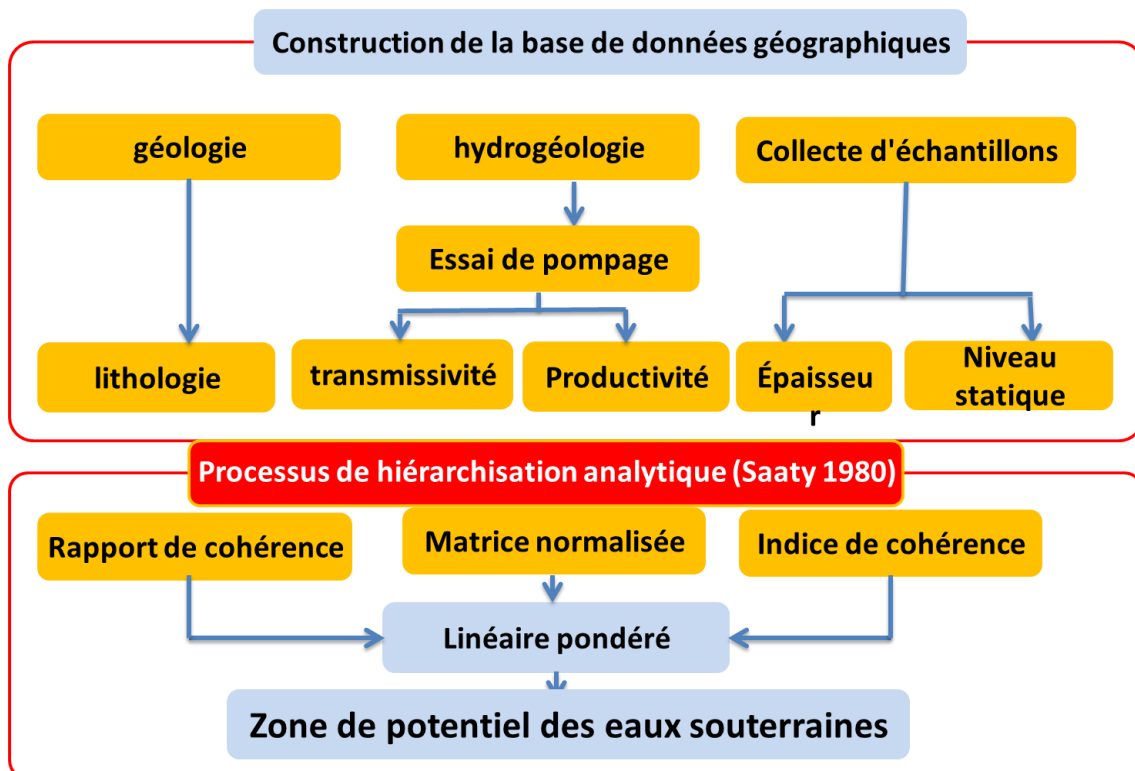 Construction de la base de données géographiques
géologie
hydrogéologie
Collecte d'échantillons
Essai de pompage
lithologie
transmissivité
Productivité
Épaisseu
r
Niveau
statique
Processus de hiérarchisation analytique (Saaty 1980)
Rapport de cohérence
Matrice normalisée
Indice de cohérence
Linéaire pondéré
Zone de potentiel des eaux souterraines